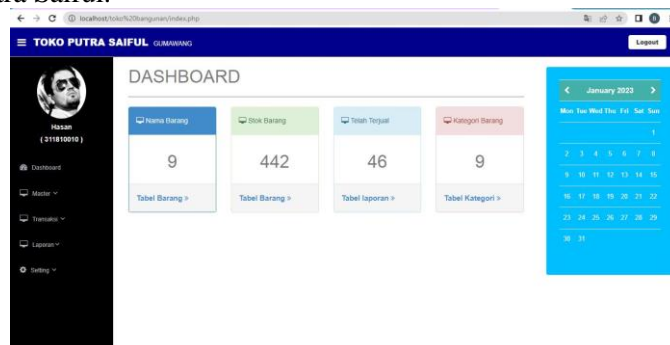 ra Saiful.
localhost/toko%20bangunan/index.php
TOKO PUTRA SAIFUL GUMAWANG
Logout
Hasan
( 311810010 )
Dashboard
Master
Transaksi
Laporan
Setting
DASHBOARD
Nama Barang
9
Tabel Barang »
Stok Barang
442
Tabel Barang »
Telah Terjual
46
Tabel laporan »
Kategori Barang
9
Tabel Kategori »
January 2023
Mon Tue Wed Thu Fri Sat Sun
1
2 3 4 5 6 7 8
9 10 11 12 13 14 15
16 17 18 19 20 21 22
23 24 25 26 27 28 29
30 31